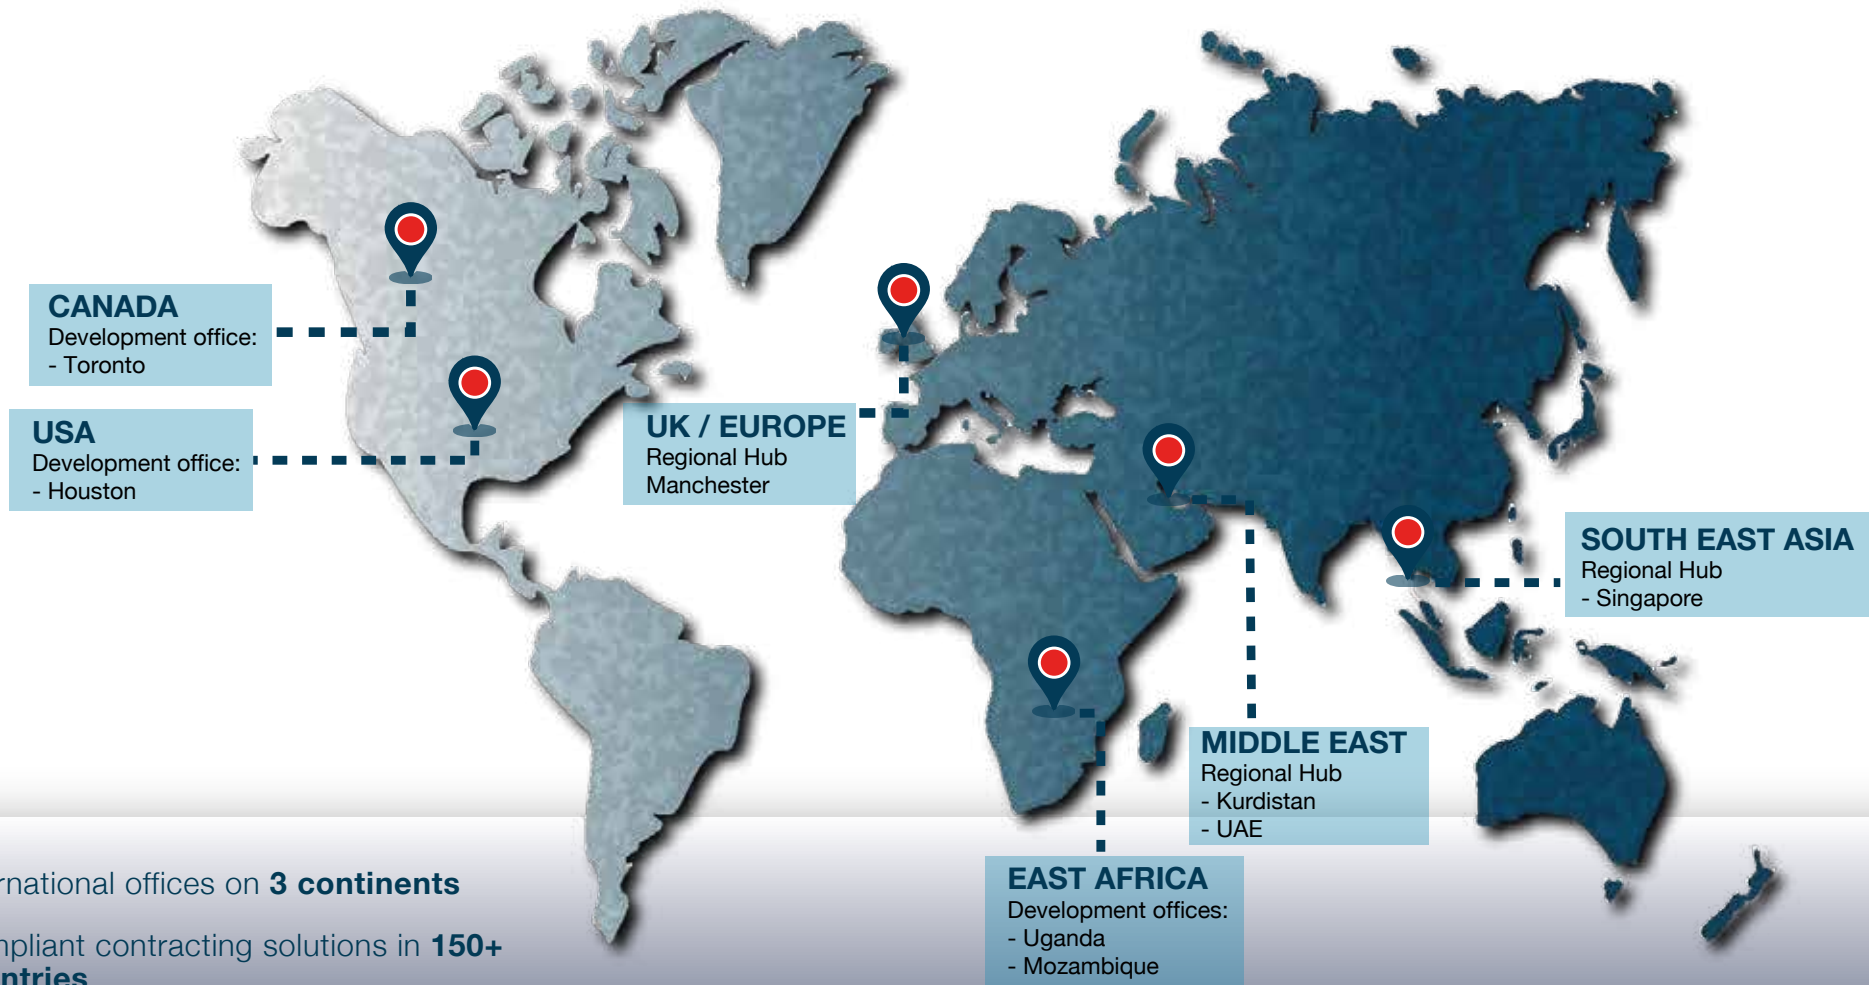 CANADA
Development office:
- Toronto
USA
Development office:
- Houston
UK / EUROPE
Regional Hub
Manchester
SOUTH EAST ASIA
Regional Hub
- Singapore
MIDDLE EAST
Regional Hub
- Kurdistan
- UAE
EAST AFRICA
Development offices:
- Uganda
- Mozambique
rnational offices on 3 continents
npliant contracting solutions in 150+
ntries